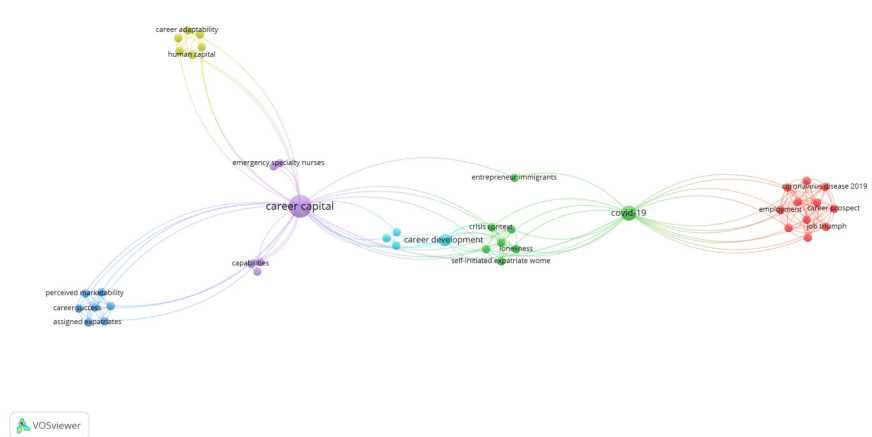 career adaptability
human capital
emergency specialty nurses
entrepreneur immigrants
coronavirus disease 2019
career capital
covid-19
employment
career prospect
crisis context
job triumph
career development
loneliness
self-initiated expatriate wome
capabilities
perceived marketability
career success
assigned expatriates
VOSviewer